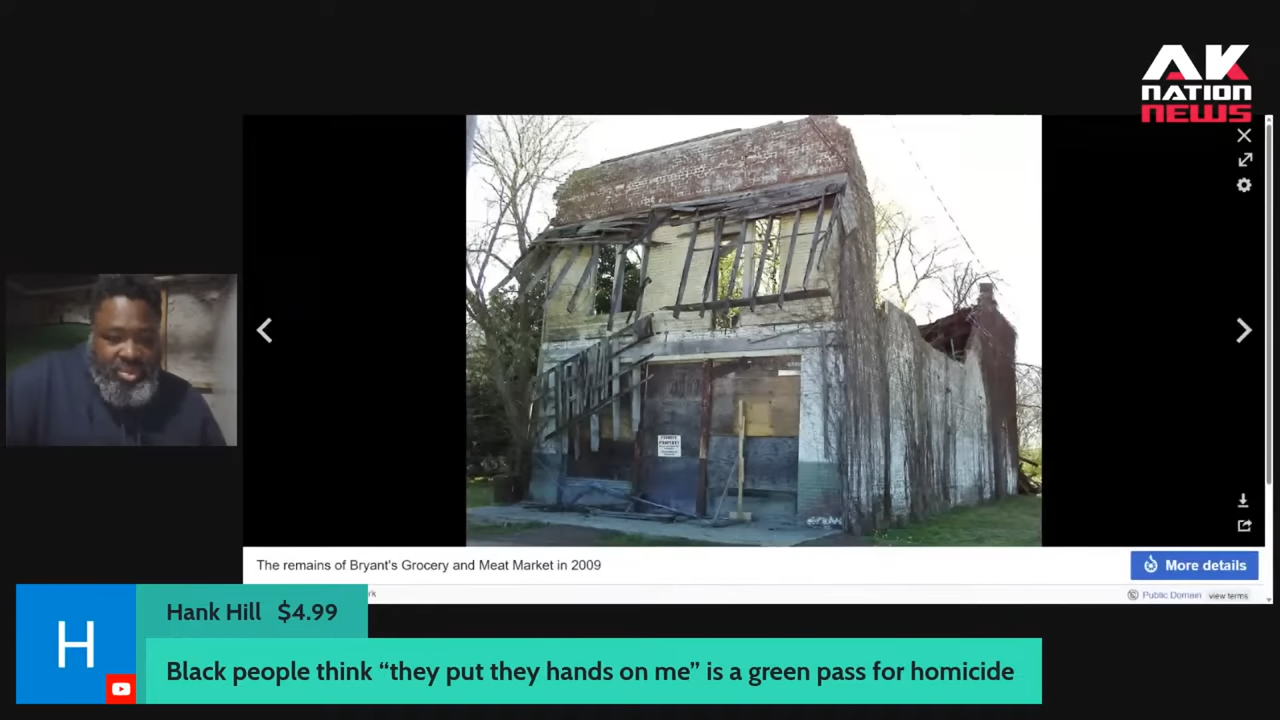 AK
NATION
NEWS
The remains of Bryant's Grocery and Meat Market in 2009
More details
rk
Public Domain view terms
H
Hank Hill $4.99
Black people think “they put they hands on me” is a green pass for homicide